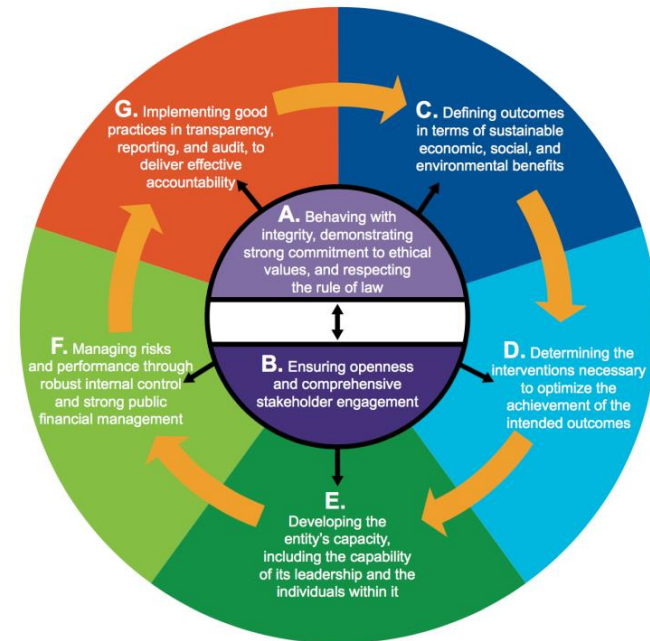 A. Behaving with
integrity, demonstrating
strong commitment to ethical
values, and respecting
the rule of law
B. Ensuring openness
and comprehensive
stakeholder engagement
C. Defining outcomes
in terms of sustainable
economic, social, and
environmental benefits
D. Determining the
interventions necessary
to optimize the
achievement of the
intended outcomes
E.
Developing the
entity's capacity,
including the capability
of its leadership and the
individuals within it
F. Managing risks
and performance through
robust internal control
and strong public
financial management
G. Implementing good
practices in transparency,
reporting, and audit, to
deliver effective
accountability